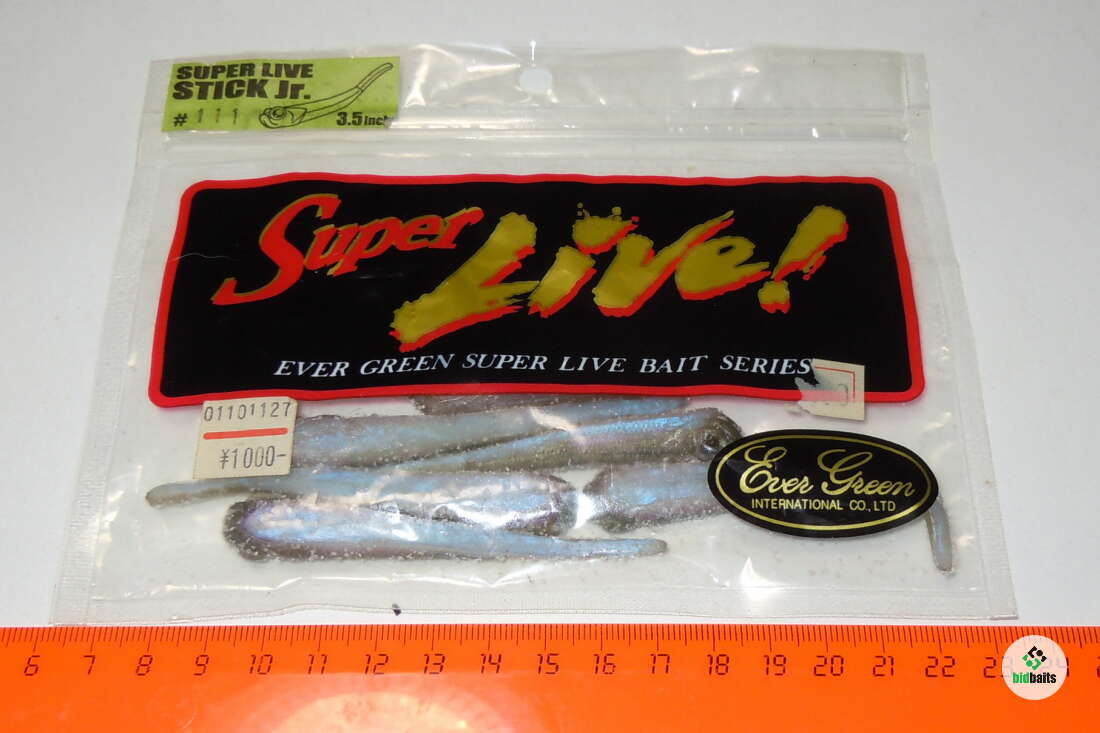 SUPER LIVE
STICK Jr.
# 111
3.5inch
Super Live!
EVER GREEN SUPER LIVE BAIT SERIES
01101127
¥1000-
Ever Green
INTERNATIONAL CO., LTD
6 7 8 9 10 11 12 13 14 15 16 17 18 19 20 21 22 23 24
bidbaits